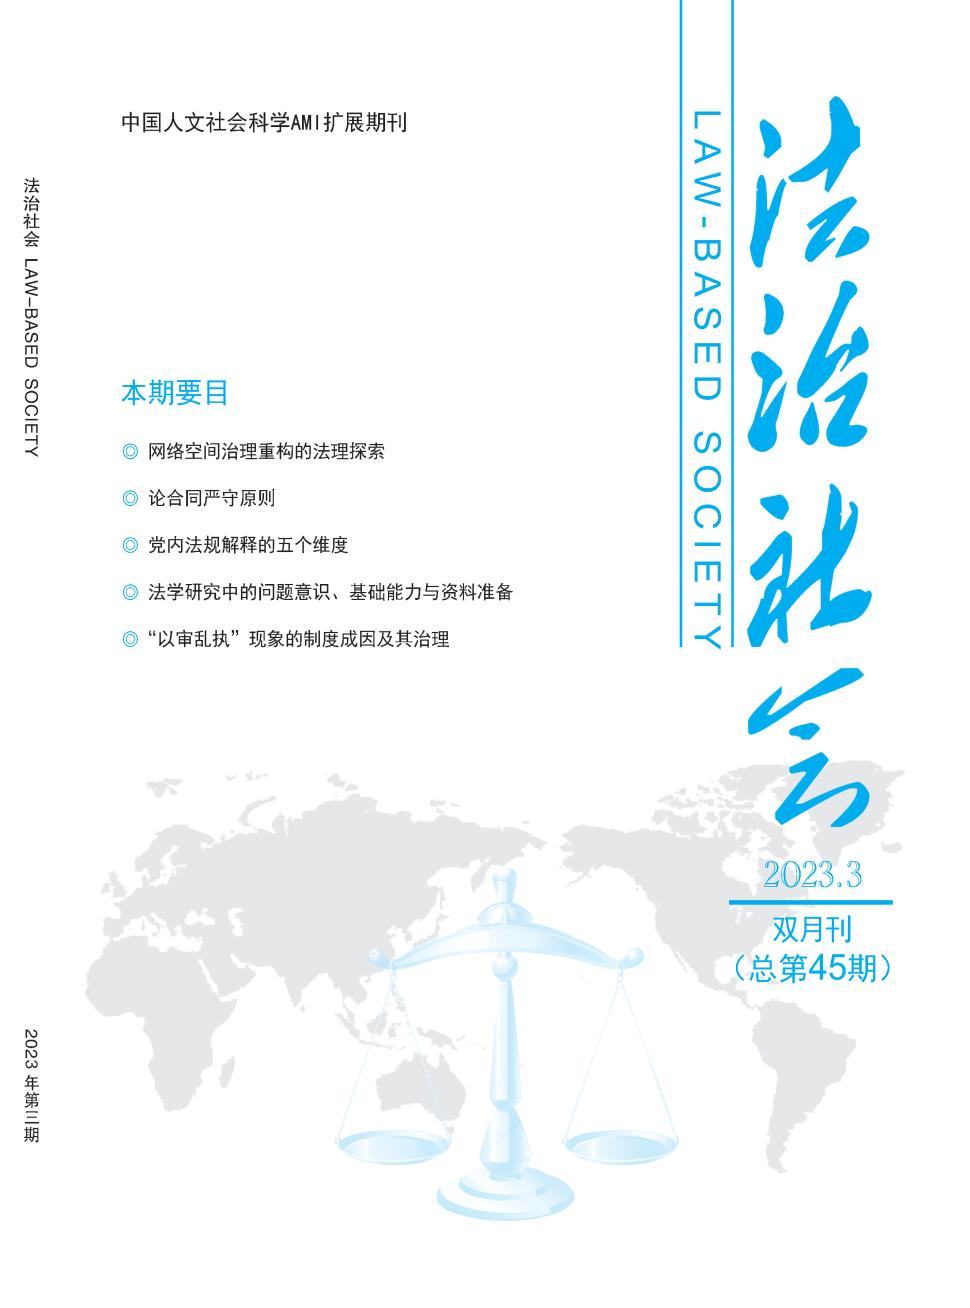 中国人文社会科学AMI扩展期刊
法治社会 LAW-BASED SOCIETY
2023 年第三期
本期要目
◎ 网络空间治理重构的法理探索
◎ 论合同严守原则
◎ 党内法规解释的五个维度
◎ 法学研究中的问题意识、基础能力与资料准备
◎ “以审乱执”现象的制度成因及其治理
LAW-BASED SOCIETY
法治社会
2023.3
双月刊
（总第45期）